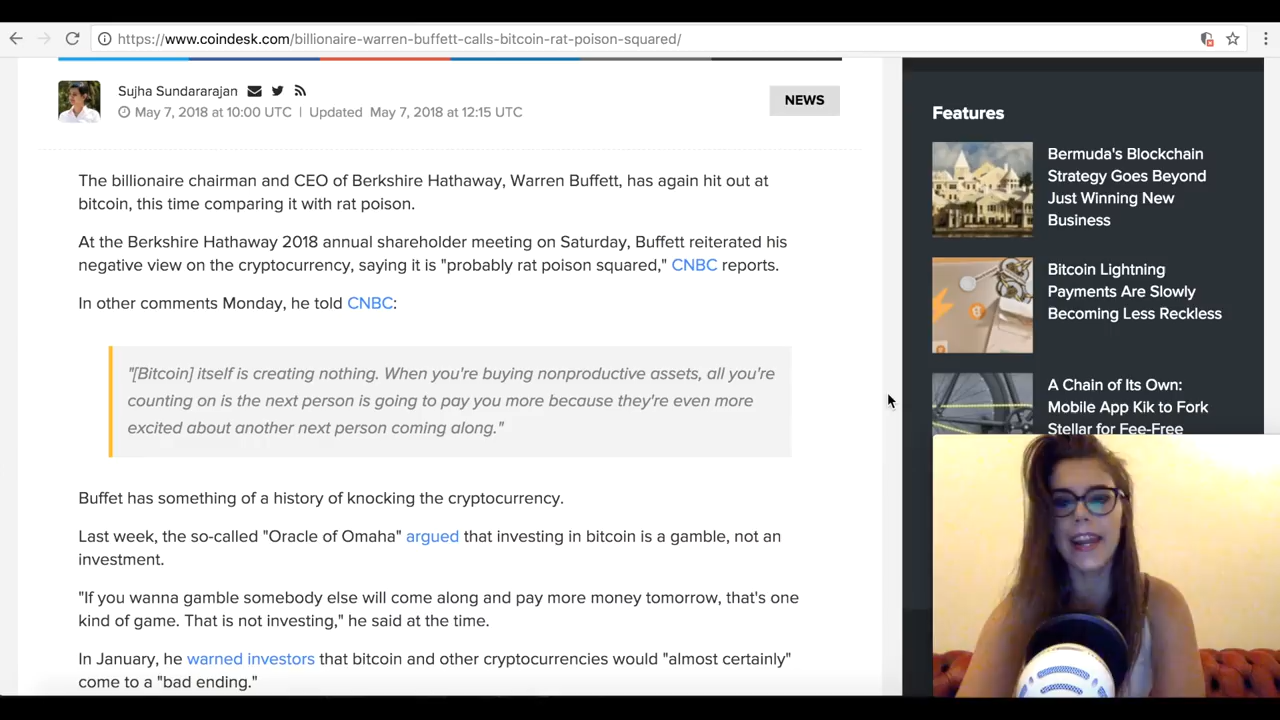 https://www.coindesk.com/billionaire-warren-buffett-calls-bitcoin-rat-poison-squared/
Sujha Sundararajan
May 7, 2018 at 10:00 UTC | Updated May 7, 2018 at 12:15 UTC
NEWS
The billionaire chairman and CEO of Berkshire Hathaway, Warren Buffett, has again hit out at
bitcoin, this time comparing it with rat poison.
At the Berkshire Hathaway 2018 annual shareholder meeting on Saturday, Buffett reiterated his
negative view on the cryptocurrency, saying it is "probably rat poison squared," CNBC reports.
In other comments Monday, he told CNBC:
"[Bitcoin] itself is creating nothing. When you're buying nonproductive assets, all you're
counting on is the next person is going to pay you more because they're even more
excited about another next person coming along."
Buffet has something of a history of knocking the cryptocurrency.
Last week, the so-called "Oracle of Omaha" argued that investing in bitcoin is a gamble, not an
investment.
"If you wanna gamble somebody else will come along and pay more money tomorrow, that's one
kind of game. That is not investing," he said at the time.
In January, he warned investors that bitcoin and other cryptocurrencies would "almost certainly"
come to a "bad ending."
Features
Bermuda's Blockchain
Strategy Goes Beyond
Just Winning New
Business
Bitcoin Lightning
Payments Are Slowly
Becoming Less Reckless
A Chain of Its Own:
Mobile App Kik to Fork
Stellar for Fee-Free